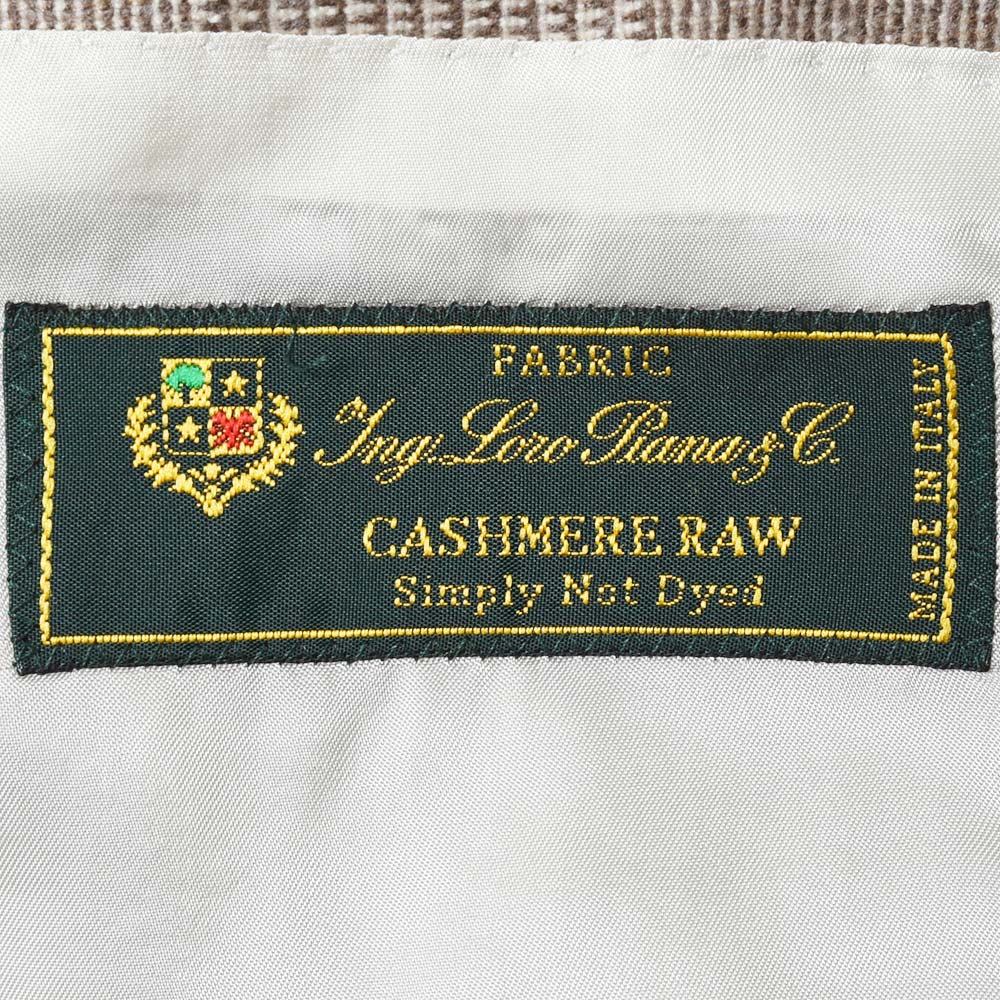 FABRIC
Ing. Loro Piana & C.
CASHMERE RAW
Simply Not Dyed
MADE IN ITALY